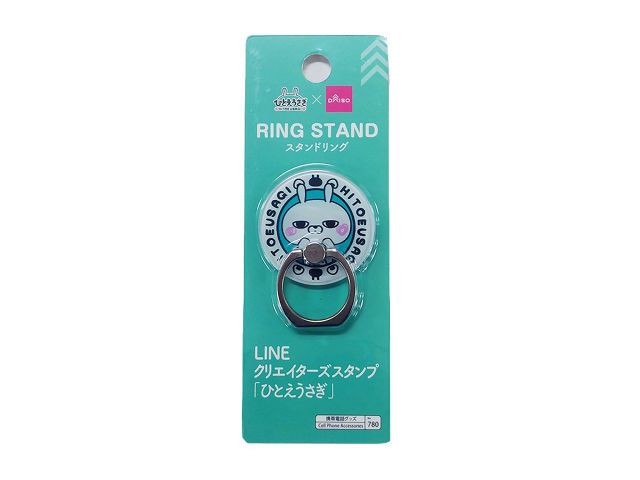 ひとえうさぎ × DAISO
RING STAND
スタンドリング
HITOEUSAGI
HITOEUSAGI
LINE
クリエイターズスタンプ
「ひとえうさぎ」
携帯電話グッズ
Cell Phone Accessories
780